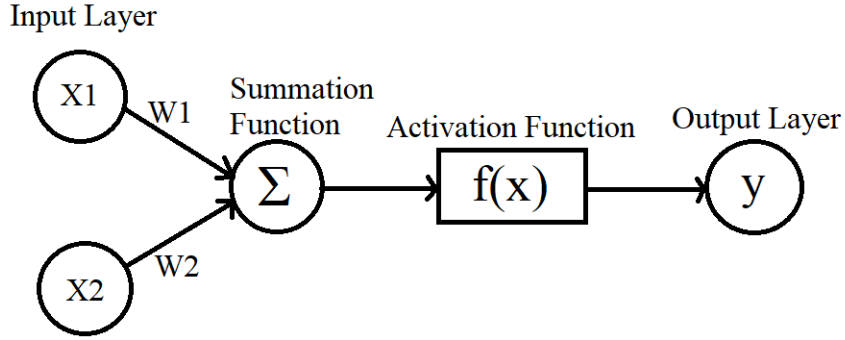 Input Layer
X1
W1
Summation
Function
Σ
Activation Function
f(x)
Output Layer
y
W2
X2